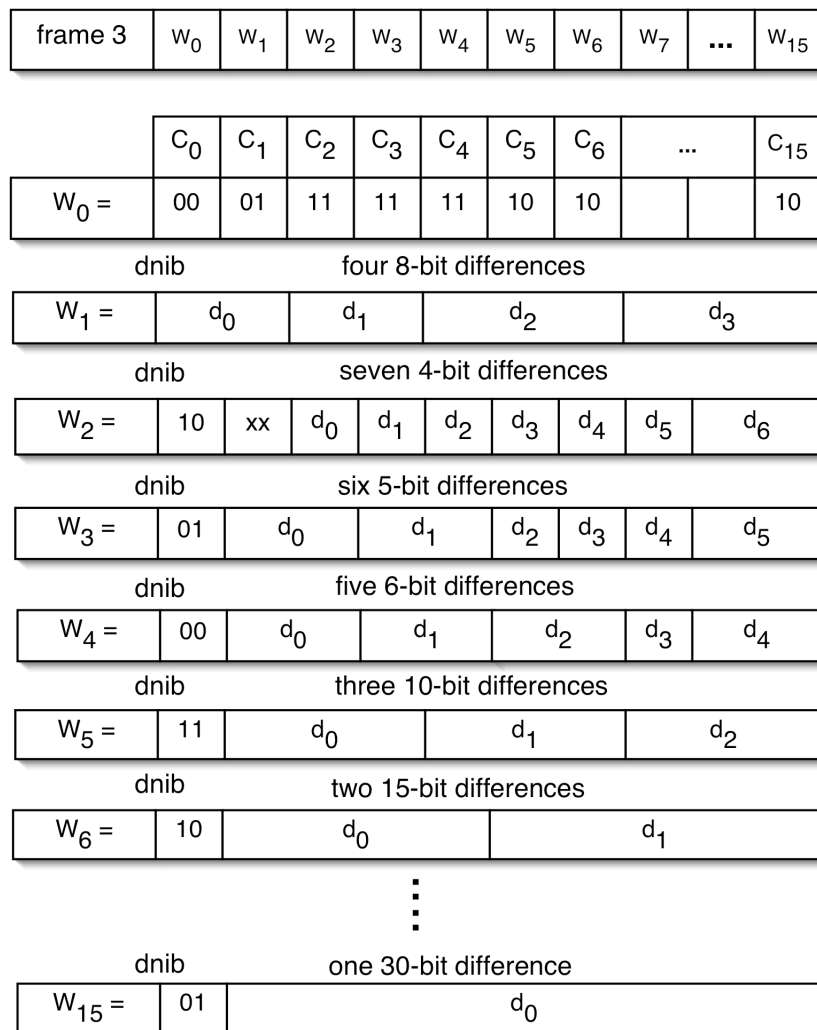 frame 3 w0 w1 w2 w3 w4 w5 w6 w7 ... w15
C0 C1 C2 C3 C4 C5 C6 ... C15
W0 = 00 01 11 11 11 10 10 10
dnib four 8-bit differences
W1 = d0 d1 d2 d3
dnib seven 4-bit differences
W2 = 10 xx d0 d1 d2 d3 d4 d5 d6
dnib six 5-bit differences
W3 = 01 d0 d1 d2 d3 d4 d5
dnib five 6-bit differences
W4 = 00 d0 d1 d2 d3 d4
dnib three 10-bit differences
W5 = 11 d0 d1 d2
dnib two 15-bit differences
W6 = 10 d0 d1
dnib one 30-bit difference
W15 = 01 d0